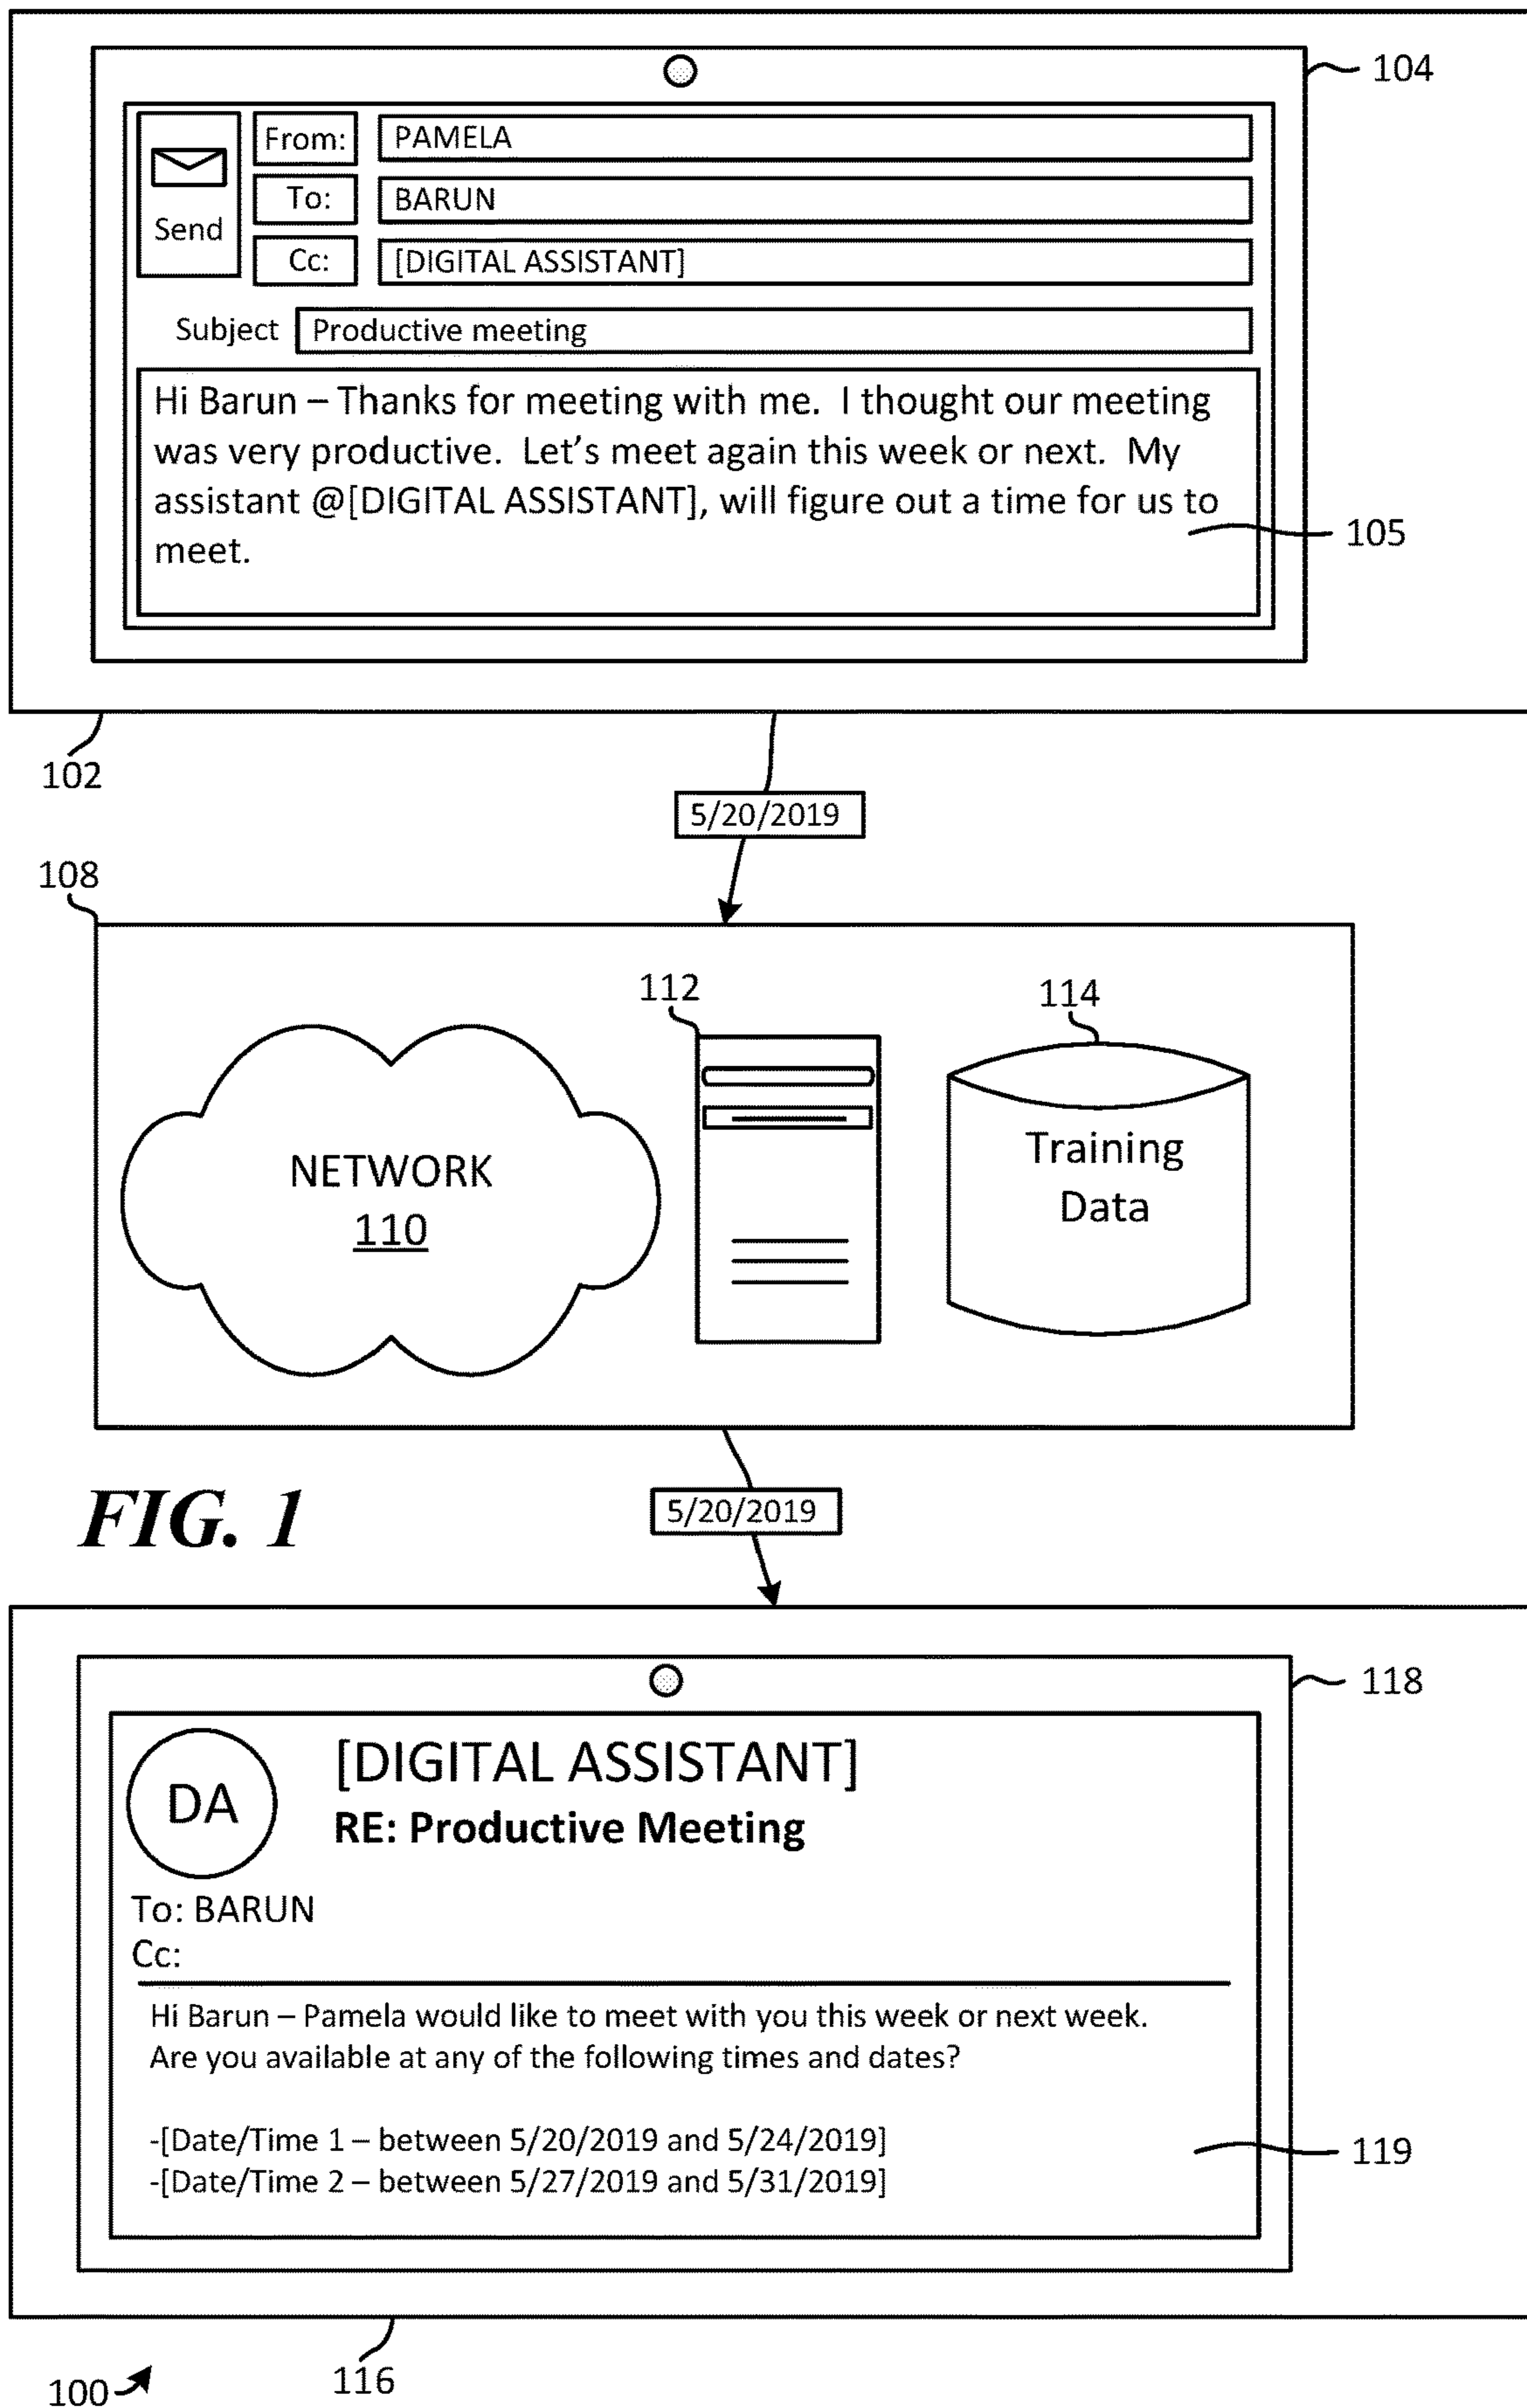 104
From:
PAMELA
To:
BARUN
Send
Cc:
[DIGITAL ASSISTANT]
Subject
Productive meeting
Hi Barun – Thanks for meeting with me.  I thought our meeting
was very productive.  Let’s meet again this week or next.  My
assistant @[DIGITAL ASSISTANT], will figure out a time for us to
meet.
105
102
5/20/2019
108
112
114
NETWORK
110
Training
Data
FIG. 1
5/20/2019
118
DA
[DIGITAL ASSISTANT]
RE: Productive Meeting
To: BARUN
Cc:
Hi Barun – Pamela would like to meet with you this week or next week.
Are you available at any of the following times and dates?
-[Date/Time 1 – between 5/20/2019 and 5/24/2019]
-[Date/Time 2 – between 5/27/2019 and 5/31/2019]
119
116
100